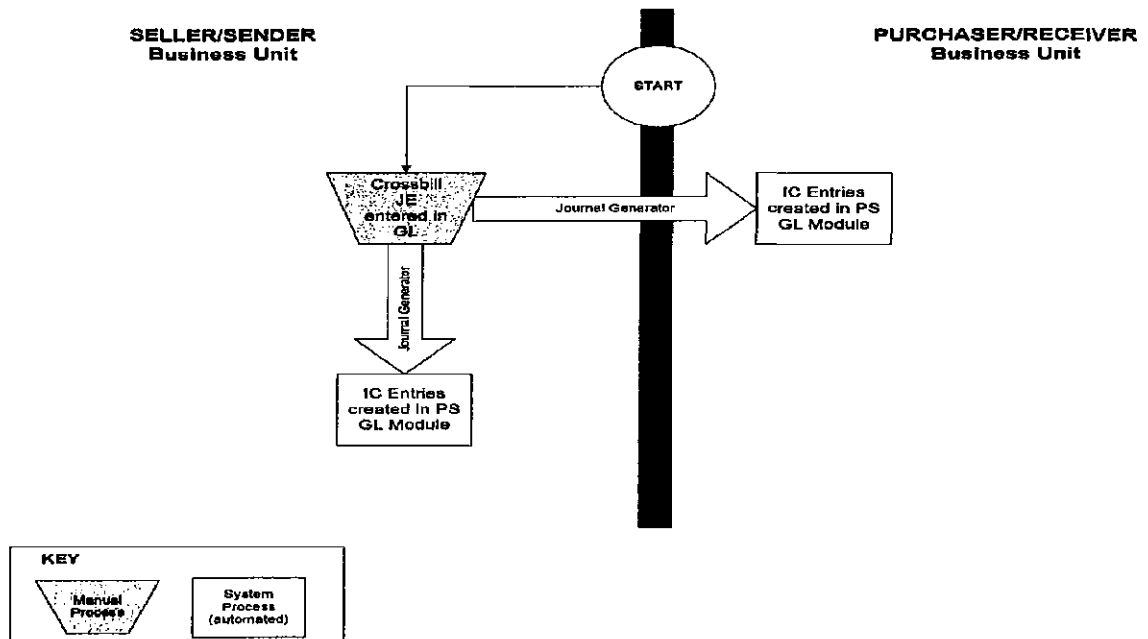 SELLER/SENDER
Business Unit
PURCHASER/RECEIVER
Business Unit
START
Crossbill
JE
entered in
GL
Journal Generator
IC Entries
created in PS
GL Module
Journal Generator
IC Entries
created in PS
GL Module
KEY
Manual
Process
System
Process
(automated)